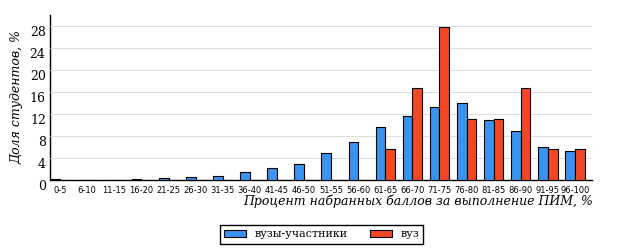 Доля студентов, %
28
24
20
16
12
8
4
0
0-5 6-10 11-15 16-20 21-25 26-30 31-35 36-40 41-45 46-50 51-55 56-60 61-65 66-70 71-75 76-80 81-85 86-90 91-95 96-100
Процент набранных баллов за выполнение ПИМ, %
вузы-участники вуз